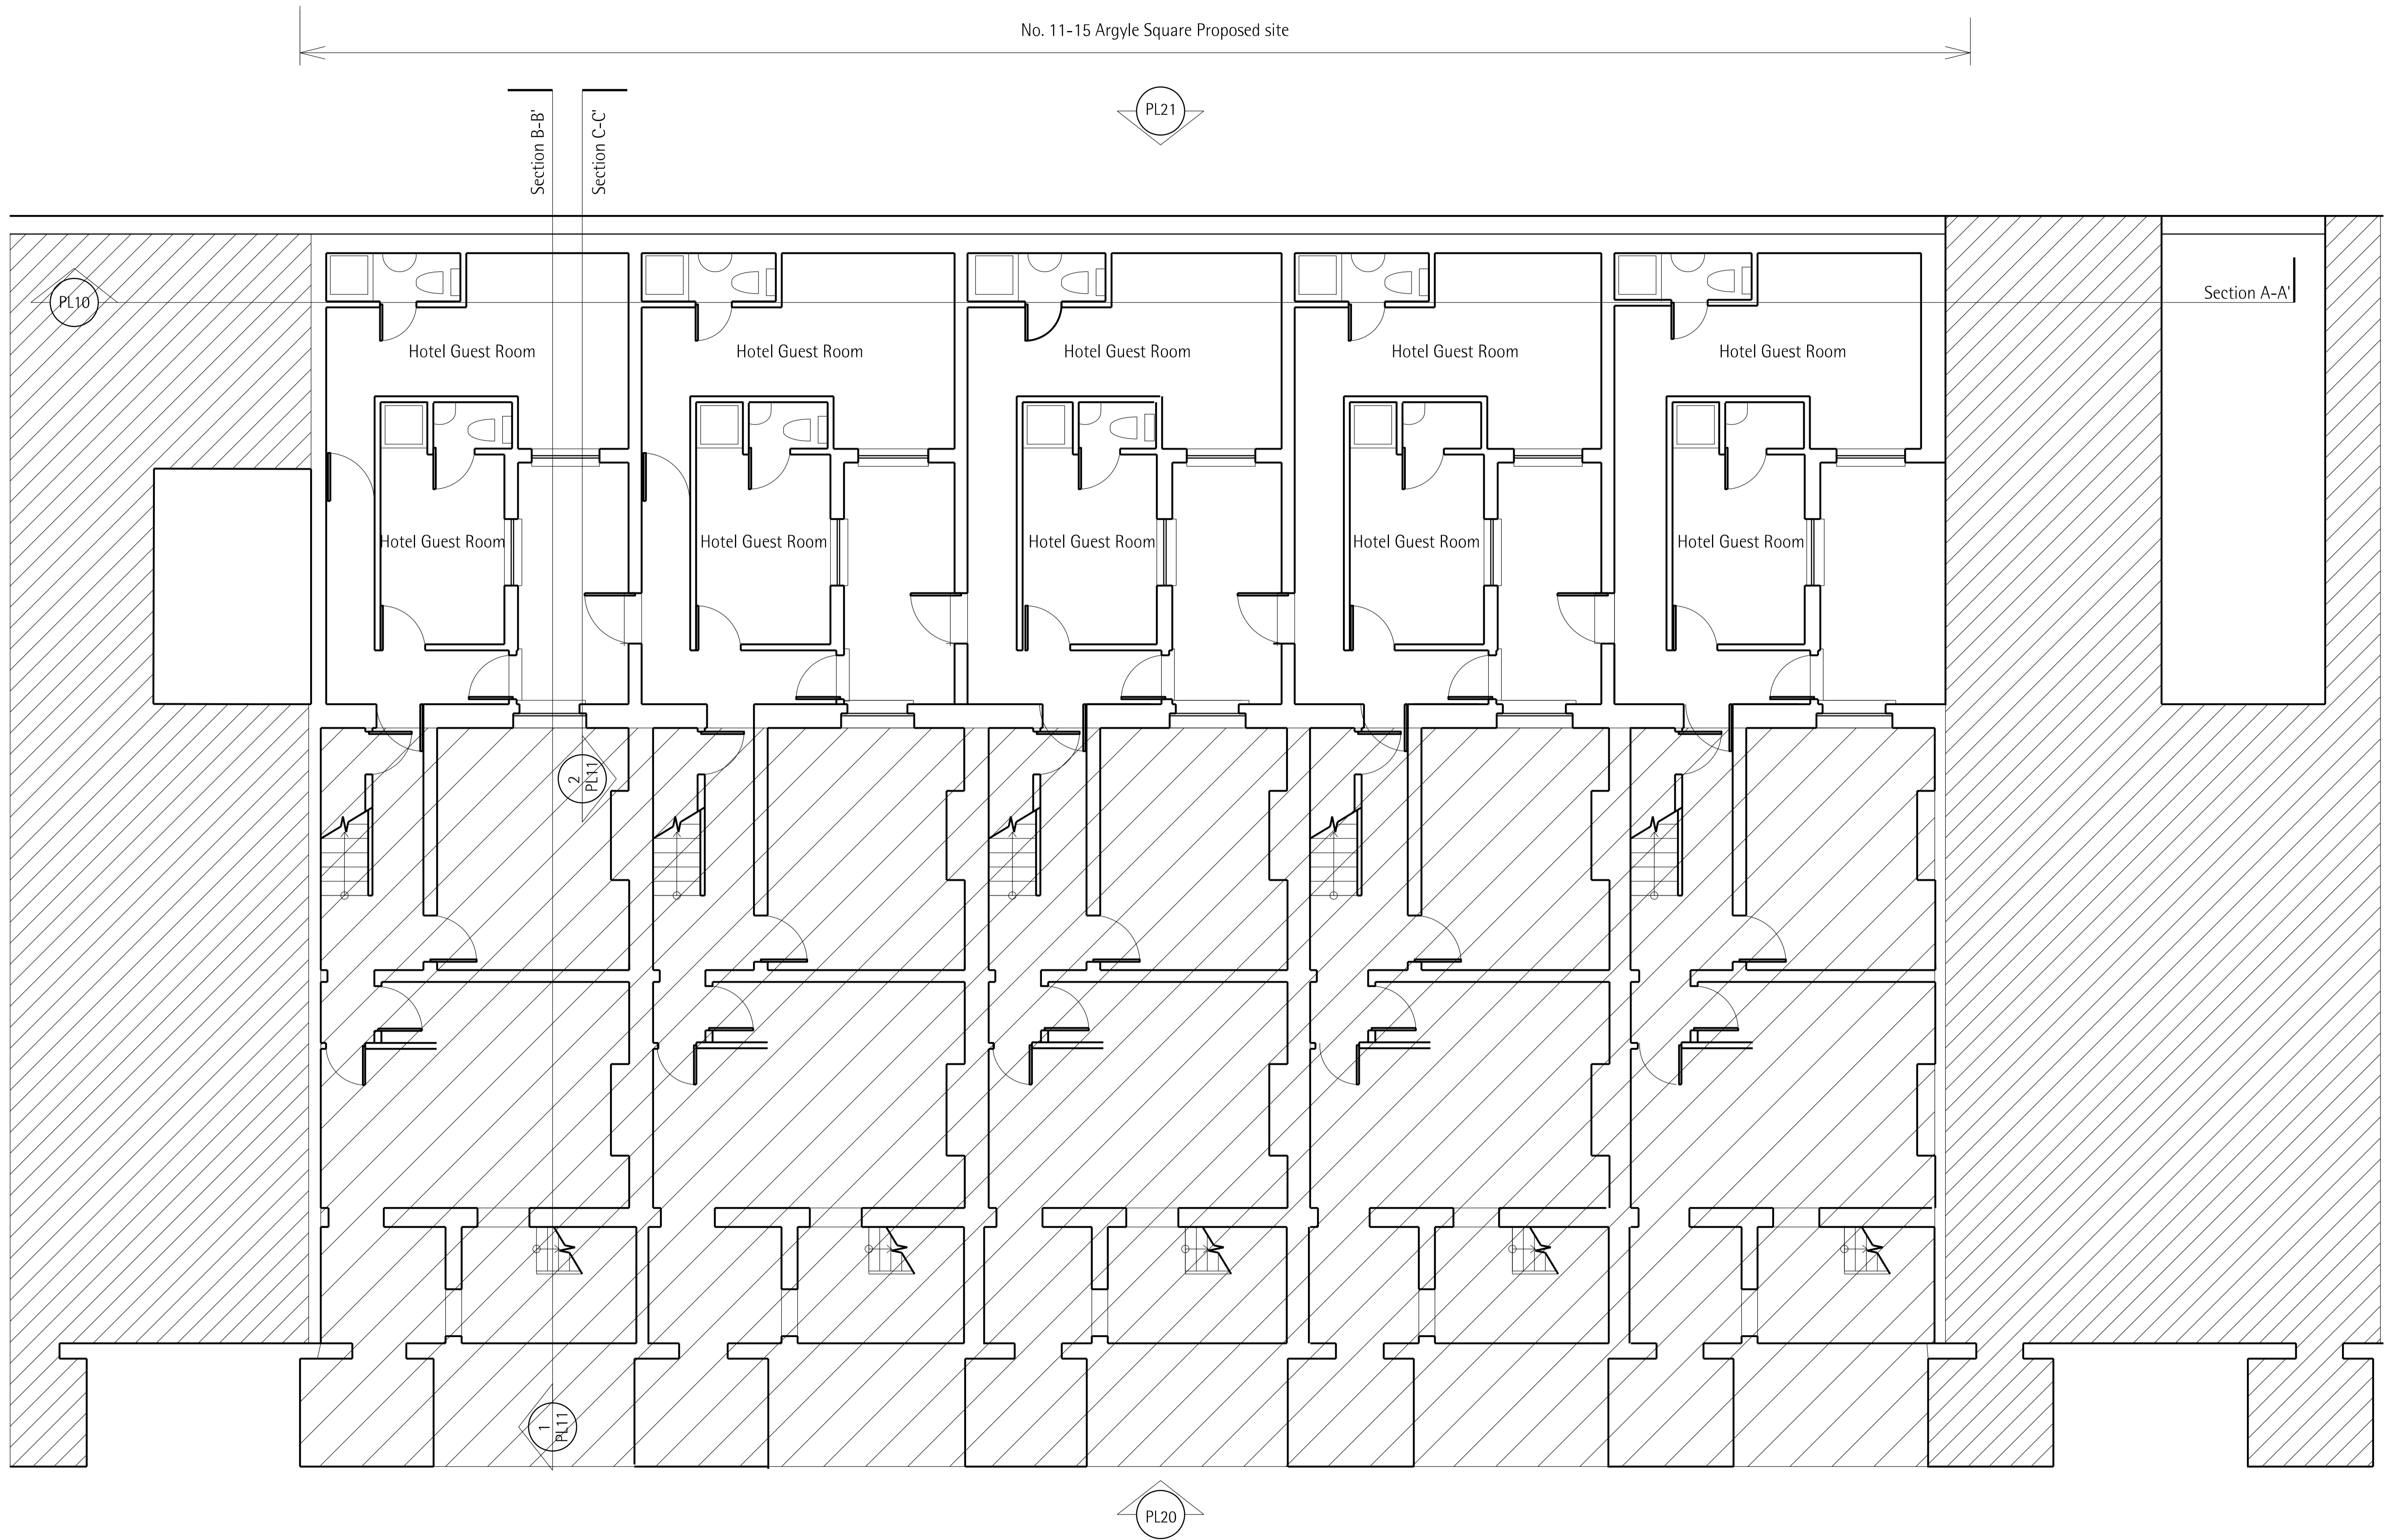 No. 11-15 Argyle Square Proposed site
PL21
Section B-B'
Section C-C'
PL10
Section A-A'
Hotel Guest Room
Hotel Guest Room
Hotel Guest Room
Hotel Guest Room
Hotel Guest Room
Hotel Guest Room
Hotel Guest Room
Hotel Guest Room
Hotel Guest Room
Hotel Guest Room
2
PL11
1
PL11
PL20